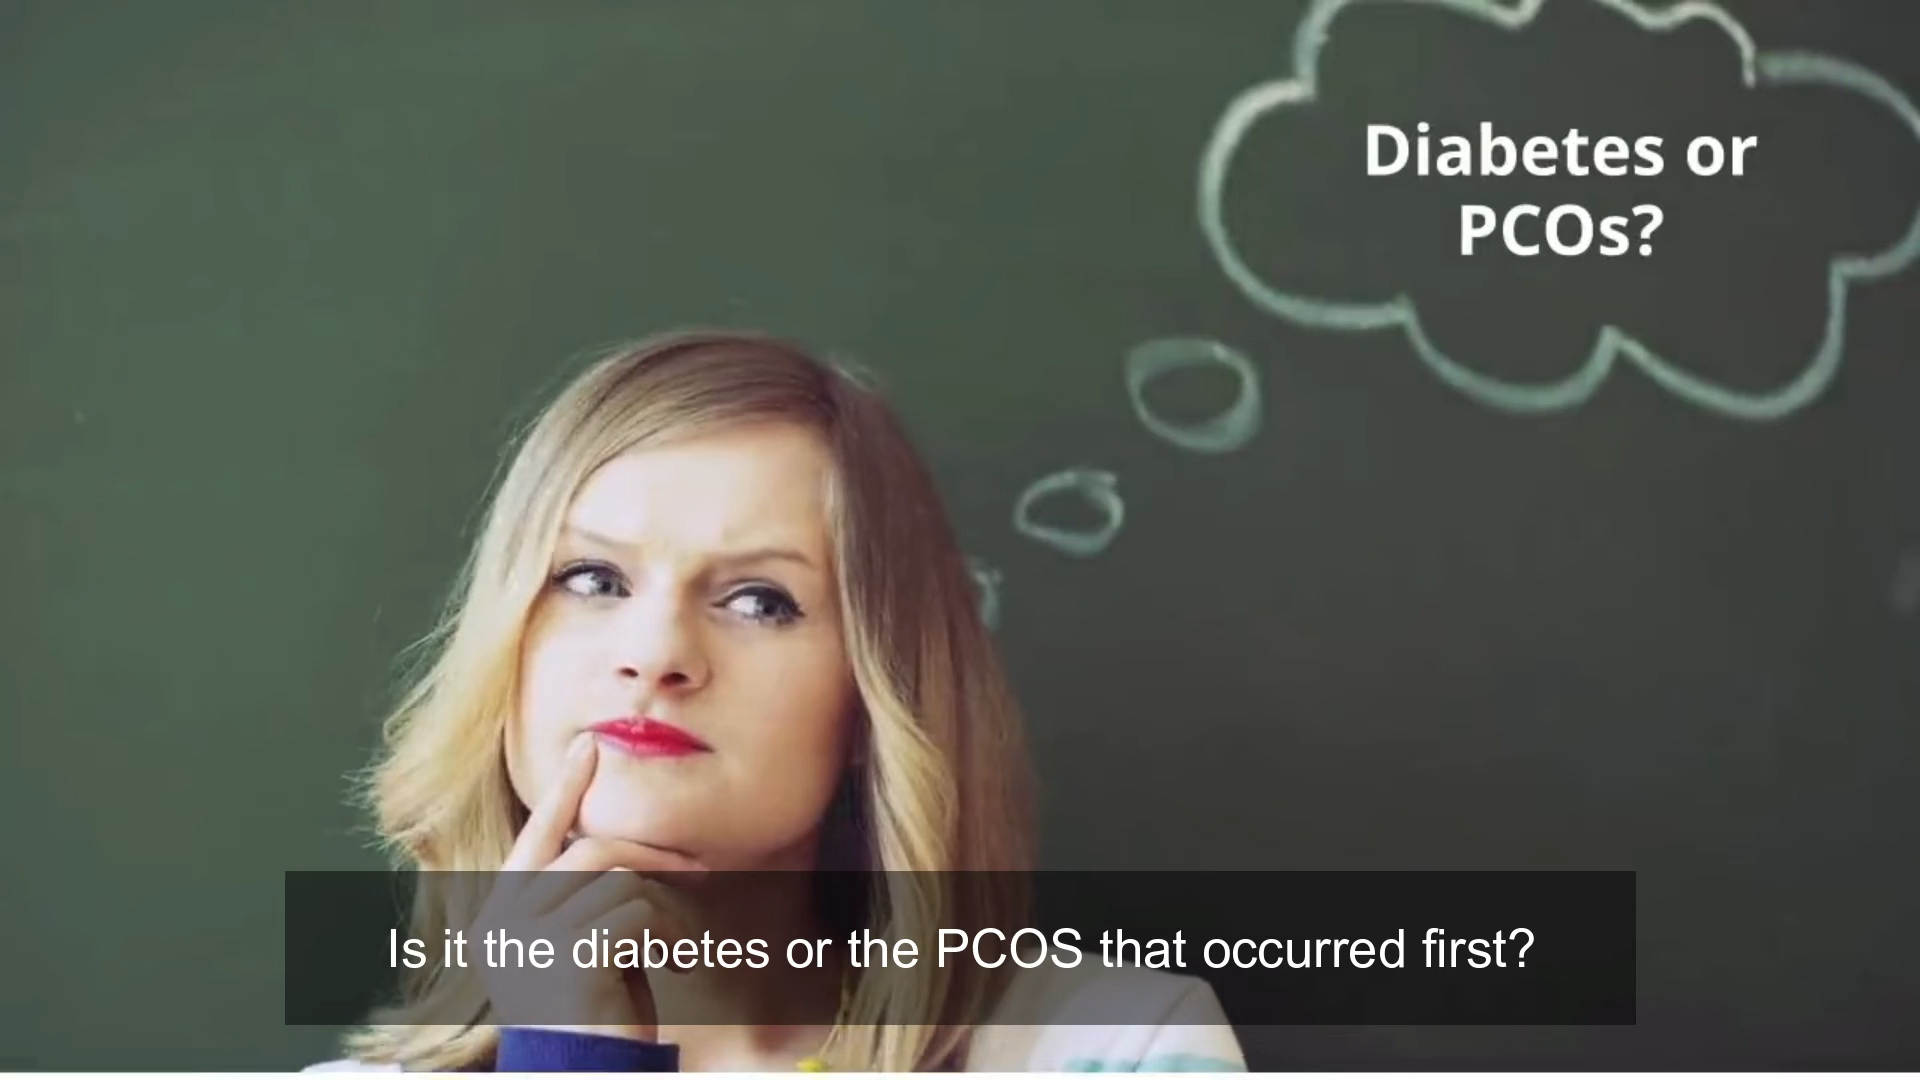 Diabetes or
PCOs?
Is it the diabetes or the PCOS that occurred first?